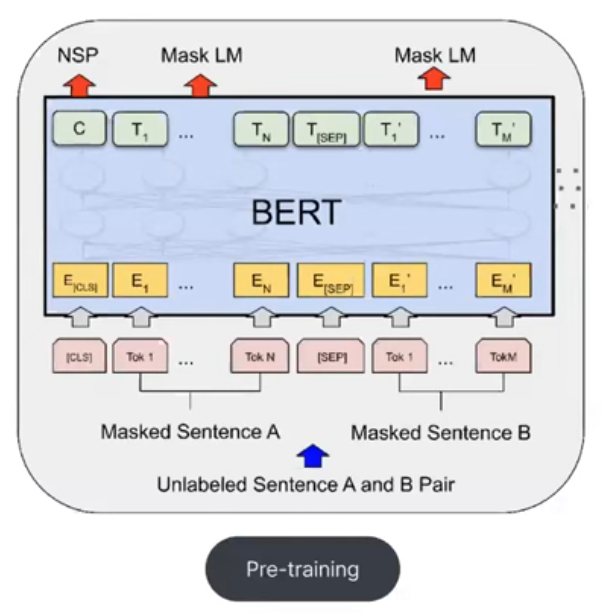 NSP Mask LM Mask LM
C T1 ... TN T[SEP] T1' ... TM'
BERT
E[CLS] E1 ... EN E[SEP] E1' ... EM'
[CLS] Tok 1 ... Tok N [SEP] Tok 1 ... TokM
Masked Sentence A Masked Sentence B
Unlabeled Sentence A and B Pair
Pre-training